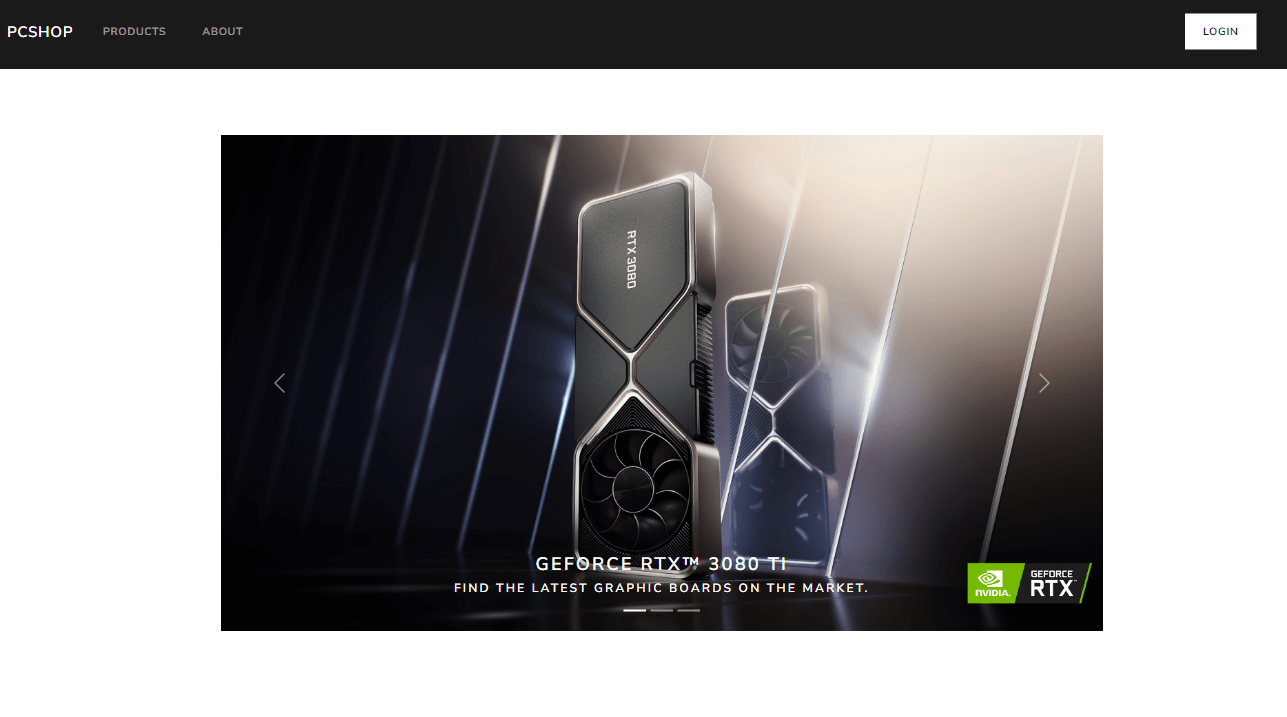 PCSHOP PRODUCTS ABOUT LOGIN
RTX 3080
GEFORCE RTX™ 3080 TI
FIND THE LATEST GRAPHIC BOARDS ON THE MARKET.
NVIDIA.
GEFORCE
RTX™